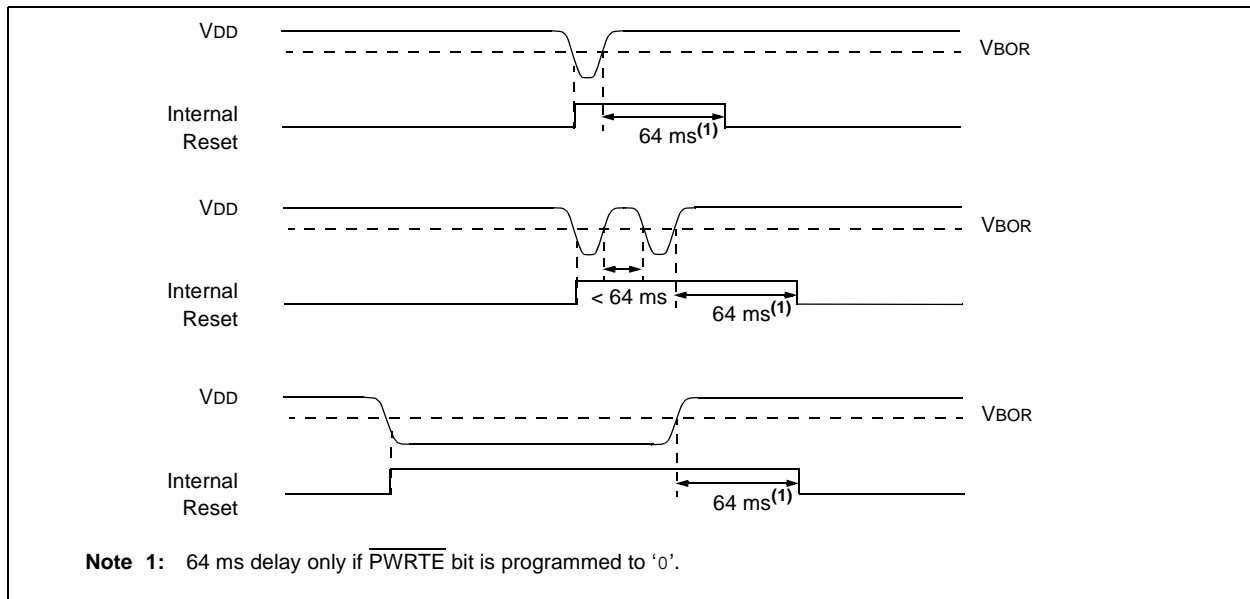 VDD
VBOR
Internal
Reset
64 ms(1)
VDD
VBOR
Internal
Reset
< 64 ms
64 ms(1)
VDD
VBOR
Internal
Reset
64 ms(1)
Note 1: 64 ms delay only if PWRTE bit is programmed to ‘0’.